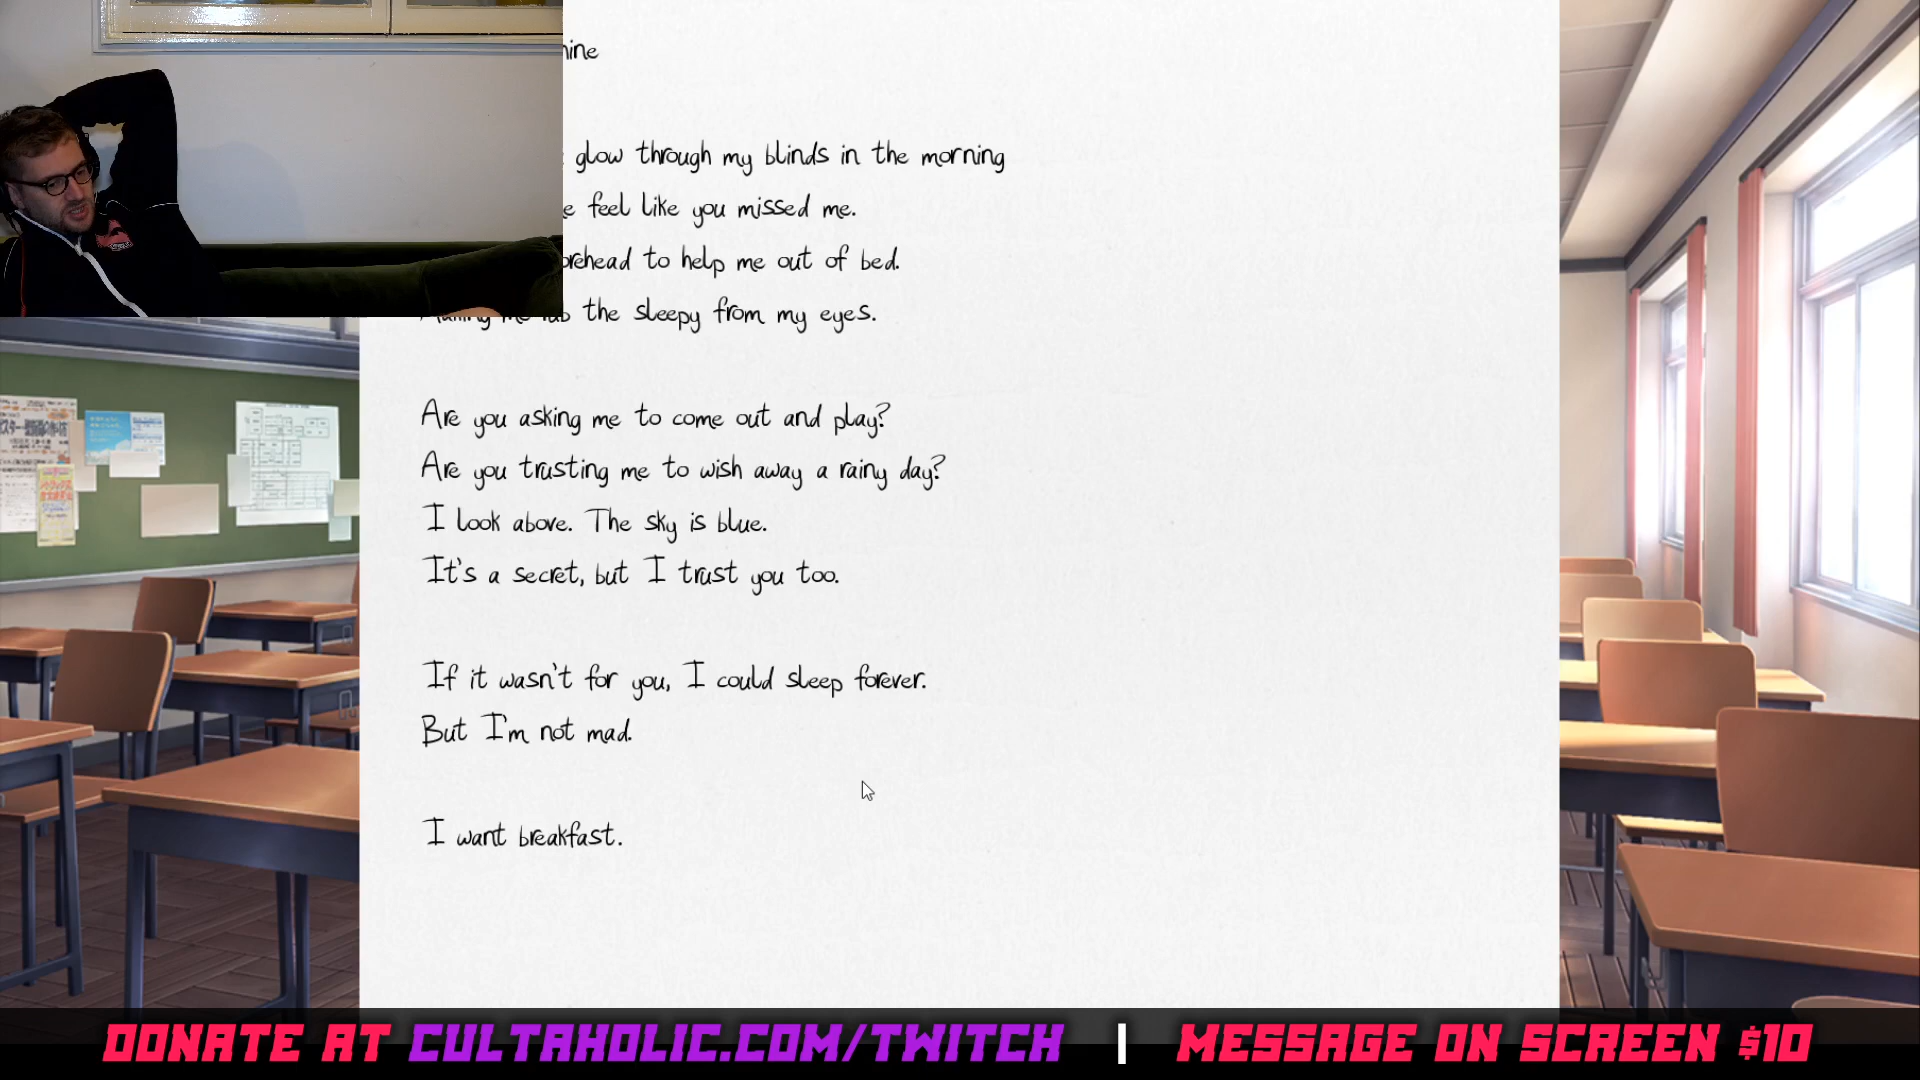 glow through my blinds in the morning
feel like you missed me.
to help me out of bed.
the sleepy from my eyes.
Are you asking me to come out and play?
Are you trusting me to wish away a rainy day?
I look above. The sky is blue.
It's a secret, but I trust you too.
If it wasn't for you, I could sleep forever.
But I'm not mad.
I want breakfast.
DONATE AT CULTAHOLIC.COM/TWITCH | MESSAGE ON SCREEN $10